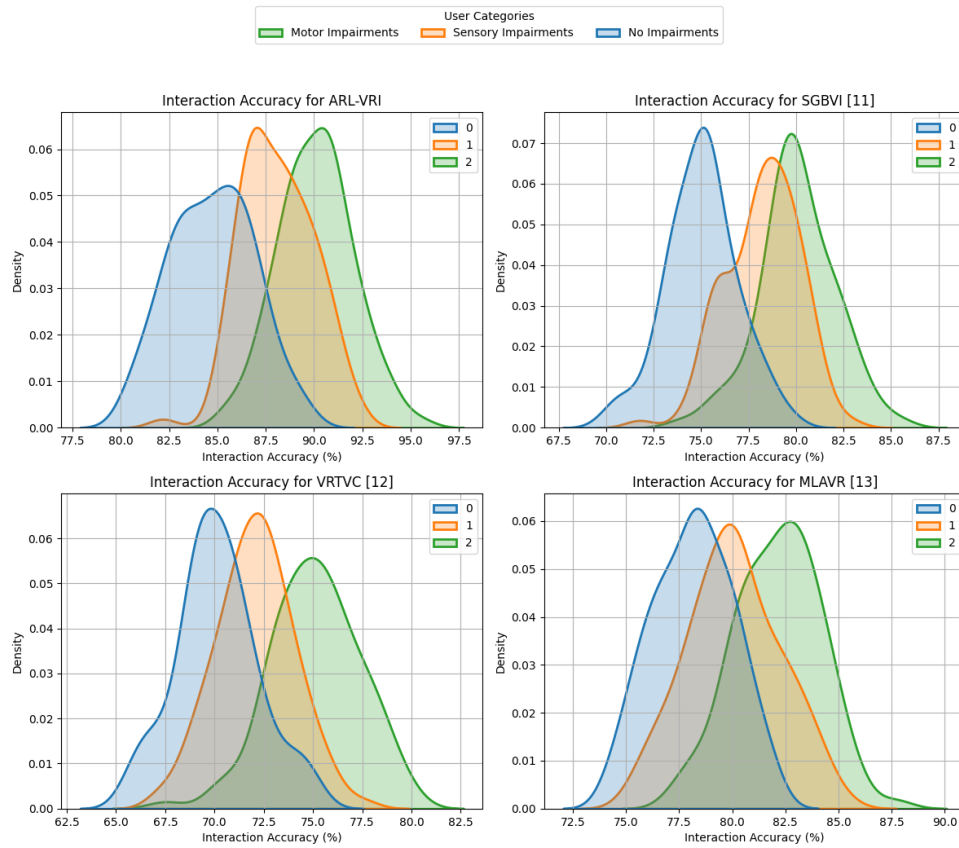 User Categories
Motor Impairments Sensory Impairments No Impairments
Interaction Accuracy for ARL-VRI
0
1
2
0.06
0.05
0.04
0.03
0.02
0.01
0.00
Density
77.5 80.0 82.5 85.0 87.5 90.0 92.5 95.0 97.5
Interaction Accuracy (%)
Interaction Accuracy for SGBVI [11]
0
1
2
0.07
0.06
0.05
0.04
0.03
0.02
0.01
0.00
Density
67.5 70.0 72.5 75.0 77.5 80.0 82.5 85.0 87.5
Interaction Accuracy (%)
Interaction Accuracy for VRTVC [12]
0
1
2
0.06
0.05
0.04
0.03
0.02
0.01
0.00
Density
62.5 65.0 67.5 70.0 72.5 75.0 77.5 80.0 82.5
Interaction Accuracy (%)
Interaction Accuracy for MLAVR [13]
0
1
2
0.06
0.05
0.04
0.03
0.02
0.01
0.00
Density
72.5 75.0 77.5 80.0 82.5 85.0 87.5 90.0
Interaction Accuracy (%)